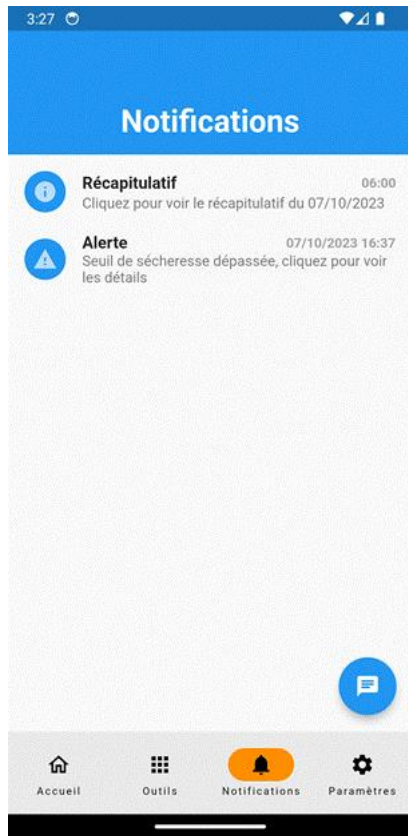 3:27
Notifications
Récapitulatif 06:00
Cliquez pour voir le récapitulatif du 07/10/2023
Alerte 07/10/2023 16:37
Seuil de sécheresse dépassée, cliquez pour voir
les détails
Accueil Outils Notifications Paramètres